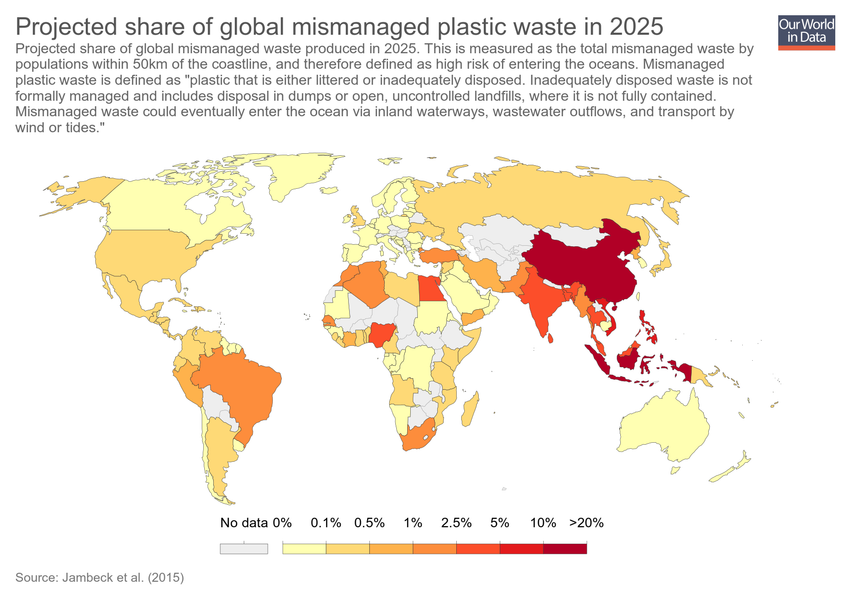 Projected share of global mismanaged plastic waste in 2025
Our World
in Data
Projected share of global mismanaged waste produced in 2025. This is measured as the total mismanaged waste by
populations within 50km of the coastline, and therefore defined as high risk of entering the oceans. Mismanaged
plastic waste is defined as "plastic that is either littered or inadequately disposed. Inadequately disposed waste is not
formally managed and includes disposal in dumps or open, uncontrolled landfills, where it is not fully contained.
Mismanaged waste could eventually enter the ocean via inland waterways, wastewater outflows, and transport by
wind or tides."
No data 0% 0.1% 0.5% 1% 2.5% 5% 10% >20%
Source: Jambeck et al. (2015)